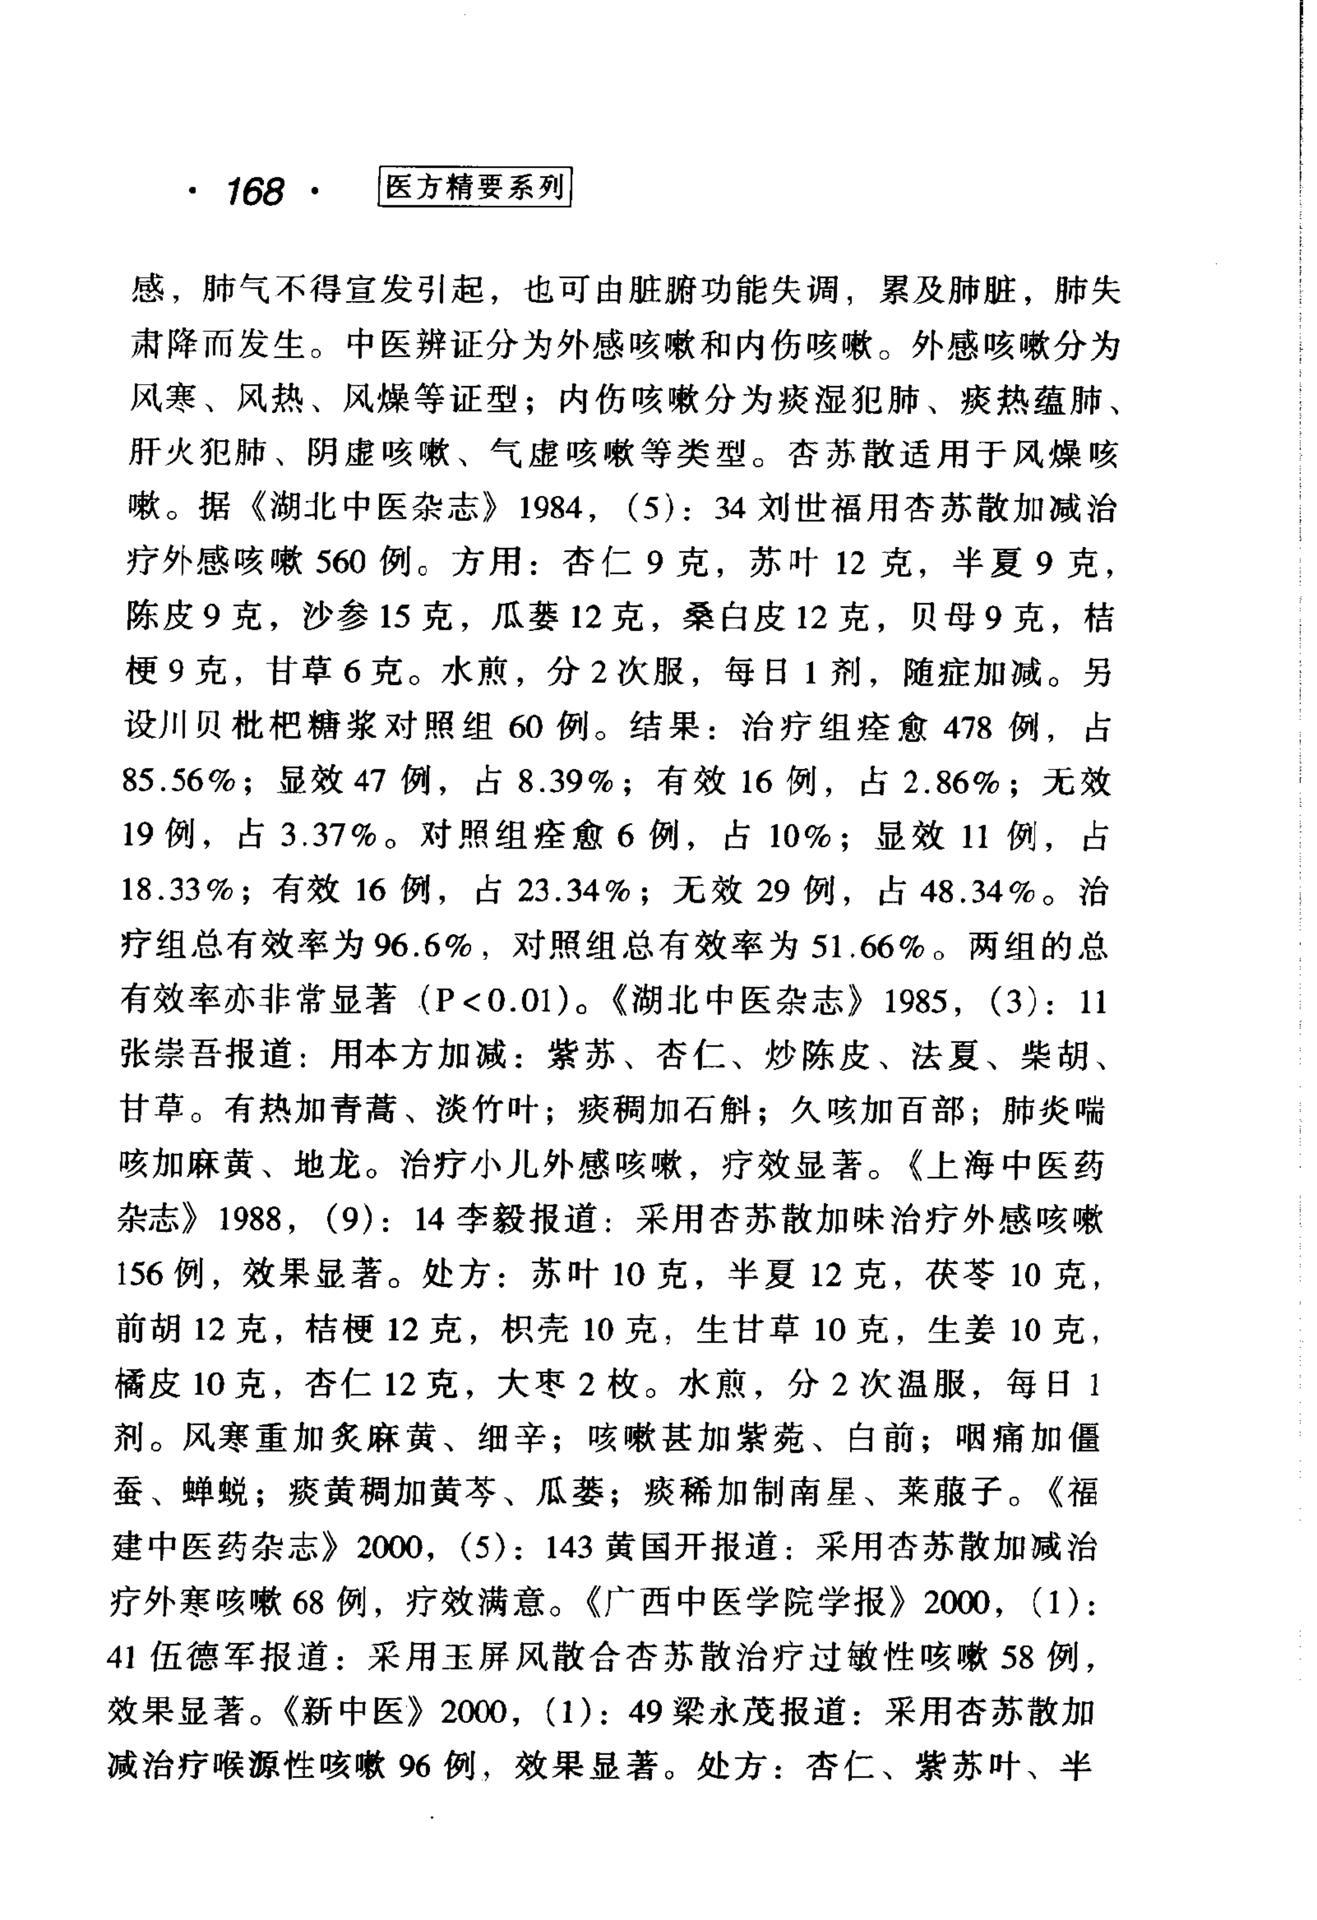 · 168 · 医方精要系列
感，肺气不得宣发引起，也可由脏腑功能失调，累及肺脏，肺失
肃降而发生。中医辨证分为外感咳嗽和内伤咳嗽。外感咳嗽分为
风寒、风热、风燥等证型；内伤咳嗽分为痰湿犯肺、痰热蕴肺、
肝火犯肺、阴虚咳嗽、气虚咳嗽等类型。杏苏散适用于风燥咳
嗽。据《湖北中医杂志》1984，（5）：34 刘世福用杏苏散加减治
疗外感咳嗽 560 例。方用：杏仁 9 克，苏叶 12 克，半夏 9 克，
陈皮 9 克，沙参 15 克，瓜蒌 12 克，桑白皮 12 克，贝母 9 克，桔
梗 9 克，甘草 6 克。水煎，分 2 次服，每日 1 剂，随症加减。另
设川贝枇杷糖浆对照组 60 例。结果：治疗组痊愈 478 例，占
85.56%；显效 47 例，占 8.39%；有效 16 例，占 2.86%；无效
19 例，占 3.37%。对照组痊愈 6 例，占 10%；显效 11 例，占
18.33%；有效 16 例，占 23.34%；无效 29 例，占 48.34%。治
疗组总有效率为 96.6%，对照组总有效率为 51.66%。两组的总
有效率亦非常显著（P<0.01）。《湖北中医杂志》1985，（3）：11
张崇吾报道：用本方加减：紫苏、杏仁、炒陈皮、法夏、柴胡、
甘草。有热加青蒿、淡竹叶；痰稠加石斛；久咳加百部；肺炎喘
咳加麻黄、地龙。治疗小儿外感咳嗽，疗效显著。《上海中医药
杂志》1988，（9）：14 李毅报道：采用杏苏散加味治疗外感咳嗽
156 例，效果显著。处方：苏叶 10 克，半夏 12 克，茯苓 10 克，
前胡 12 克，桔梗 12 克，枳壳 10 克，生甘草 10 克，生姜 10 克，
橘皮 10 克，杏仁 12 克，大枣 2 枚。水煎，分 2 次温服，每日 1
剂。风寒重加炙麻黄、细辛；咳嗽甚加紫菀、白前；咽痛加僵
蚕、蝉蜕；痰黄稠加黄芩、瓜蒌；痰稀加制南星、莱菔子。《福
建中医药杂志》2000，（5）：143 黄国开报道：采用杏苏散加减治
疗外寒咳嗽 68 例，疗效满意。《广西中医学院学报》2000，（1）：
41 伍德军报道：采用玉屏风散合杏苏散治疗过敏性咳嗽 58 例，
效果显著。《新中医》2000，（1）：49 梁永茂报道：采用杏苏散加
减治疗喉源性咳嗽 96 例，效果显著。处方：杏仁、紫苏叶、半